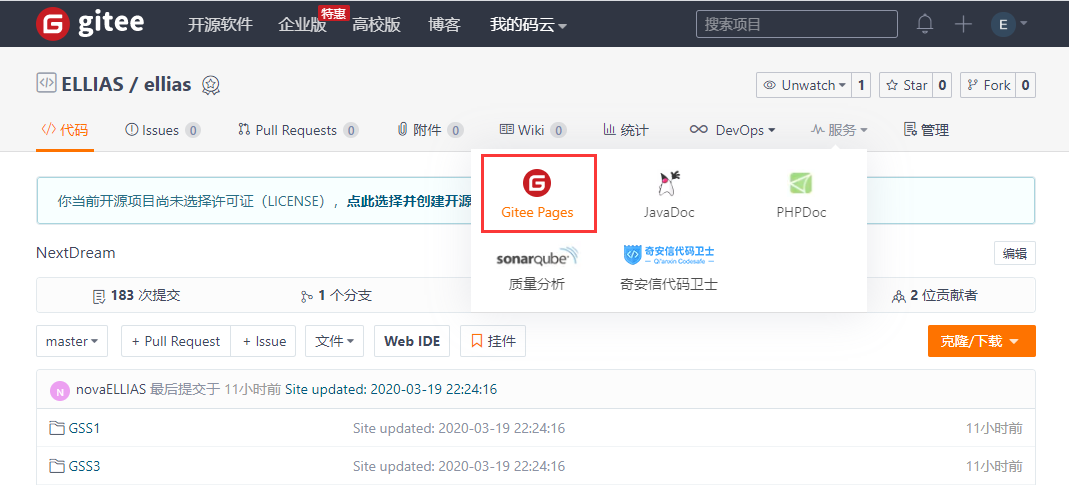 G gitee 开源软件 企业版 特惠 高校版 博客 我的码云 搜索项目 E
ELLIAS / ellias Unwatch 1 Star 0 Fork 0
代码 Issues 0 Pull Requests 0 附件 0 Wiki 0 统计 DevOps 服务 管理
G
Gitee Pages JavaDoc PHPDoc
你当前开源项目尚未选择许可证（LICENSE），点此选择并创建开源
sonarqube 奇安信代码卫士
Qi'anxin Codesafe
质量分析 奇安信代码卫士
NextDream 编辑
183 次提交 1 个分支 2 位贡献者
master + Pull Request + Issue 文件 Web IDE 挂件 克隆/下载
N novaELLIAS 最后提交于 11小时前 Site updated: 2020-03-19 22:24:16
GSS1 Site updated: 2020-03-19 22:24:16 11小时前
GSS3 Site updated: 2020-03-19 22:24:16 11小时前